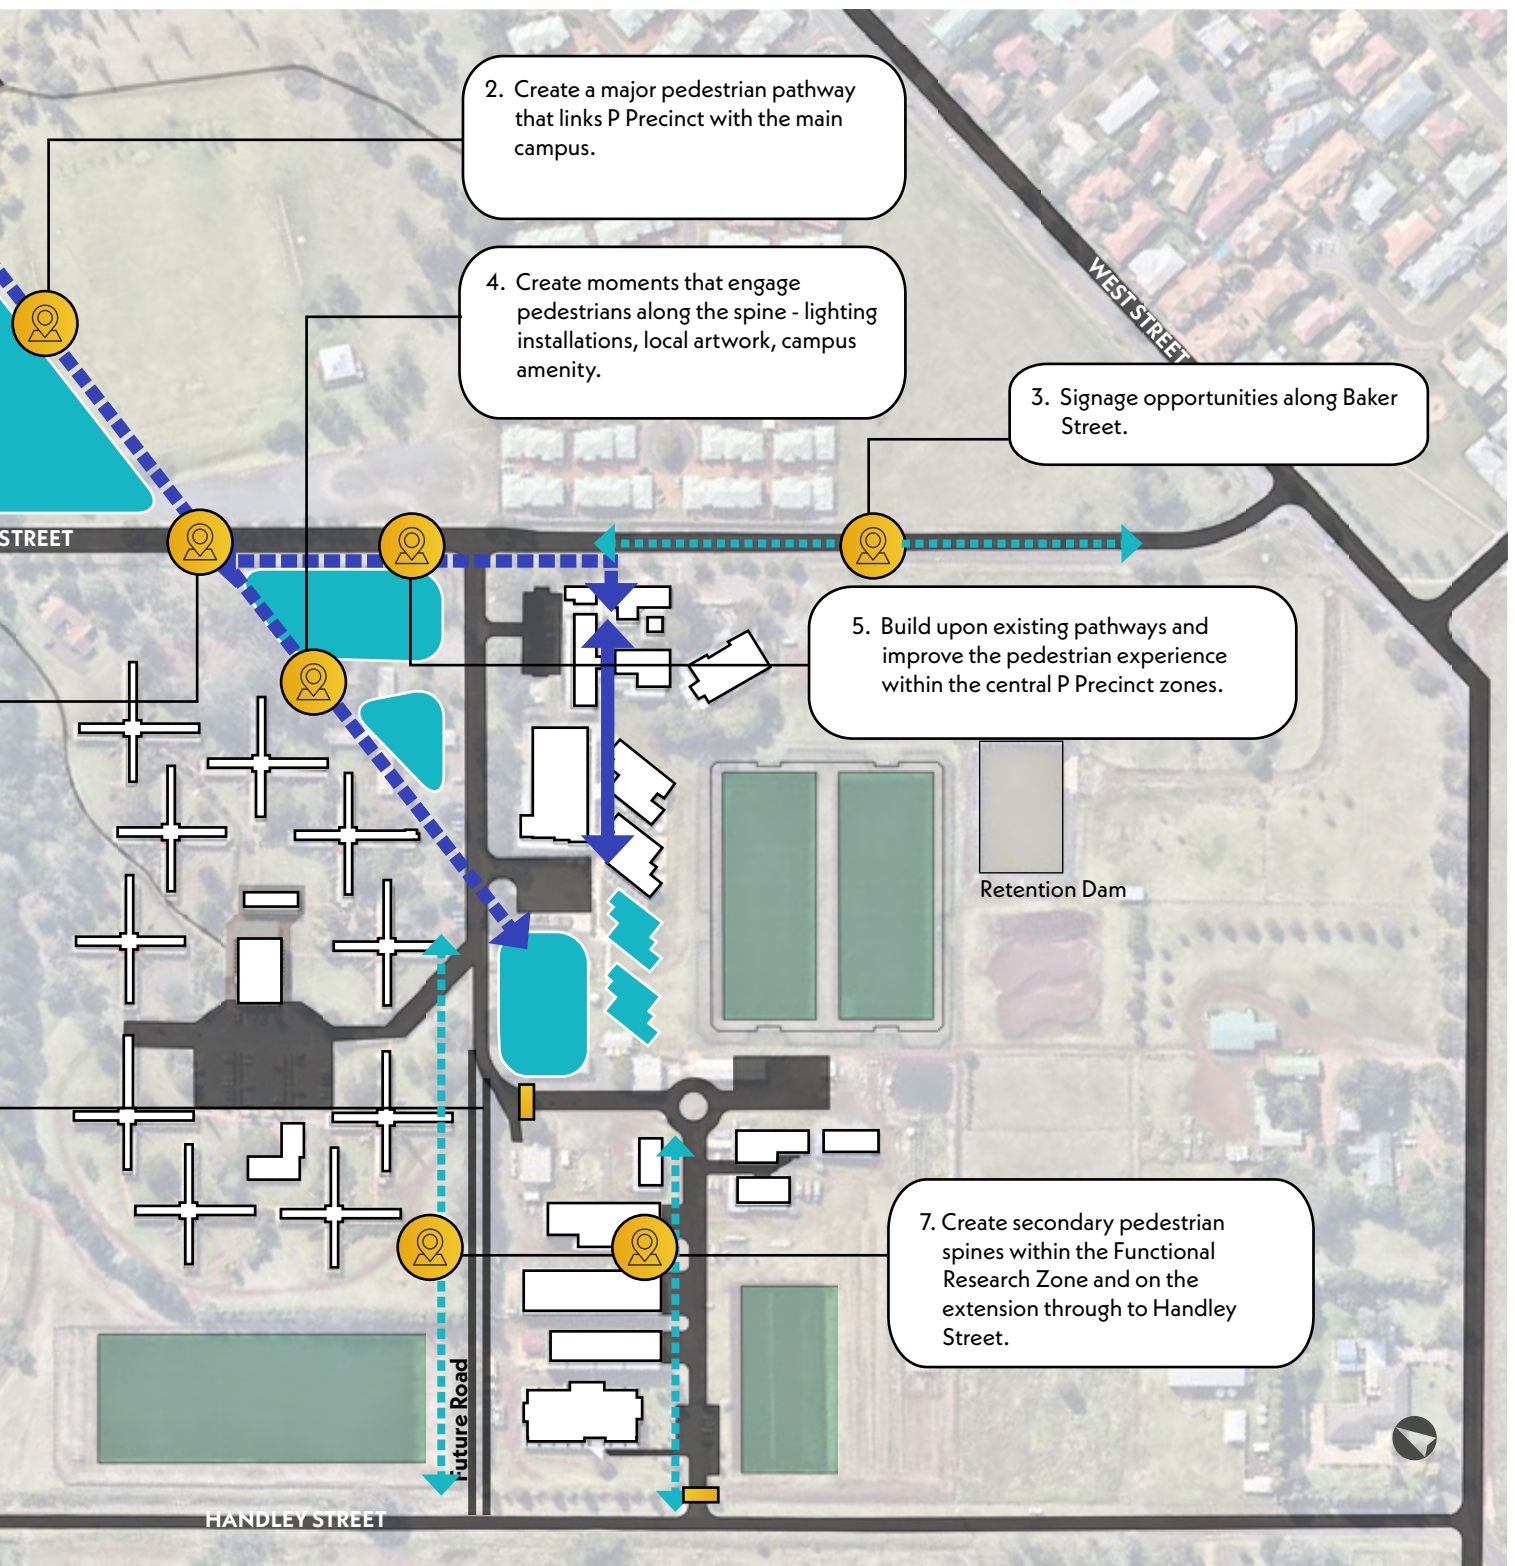 2. Create a major pedestrian pathway
that links P Precinct with the main
campus.
4. Create moments that engage
pedestrians along the spine - lighting
installations, local artwork, campus
amenity.
WEST STREET
3. Signage opportunities along Baker
Street.
STREET
5. Build upon existing pathways and
improve the pedestrian experience
within the central P Precinct zones.
Retention Dam
7. Create secondary pedestrian
spines within the Functional
Research Zone and on the
extension through to Handley
Street.
Future Road
HANDLEY STREET